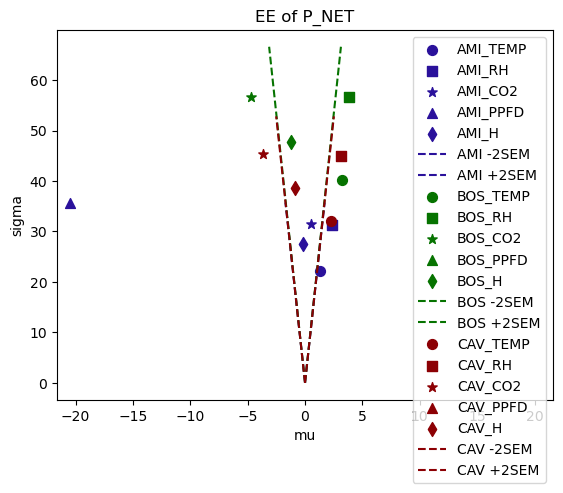 EE of P_NET
sigma
60
50
40
30
20
10
0
−20
−15
−10
−5
0
5
10
15
20
mu
AMI_TEMP
AMI_RH
AMI_CO2
AMI_PPFD
AMI_H
AMI -2SEM
AMI +2SEM
BOS_TEMP
BOS_RH
BOS_CO2
BOS_PPFD
BOS_H
BOS -2SEM
BOS +2SEM
CAV_TEMP
CAV_RH
CAV_CO2
CAV_PPFD
CAV_H
CAV -2SEM
CAV +2SEM